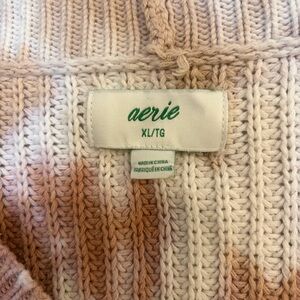 aerie
XL/TG
MADE IN CHINA
FABRIQUÉ EN CHINE